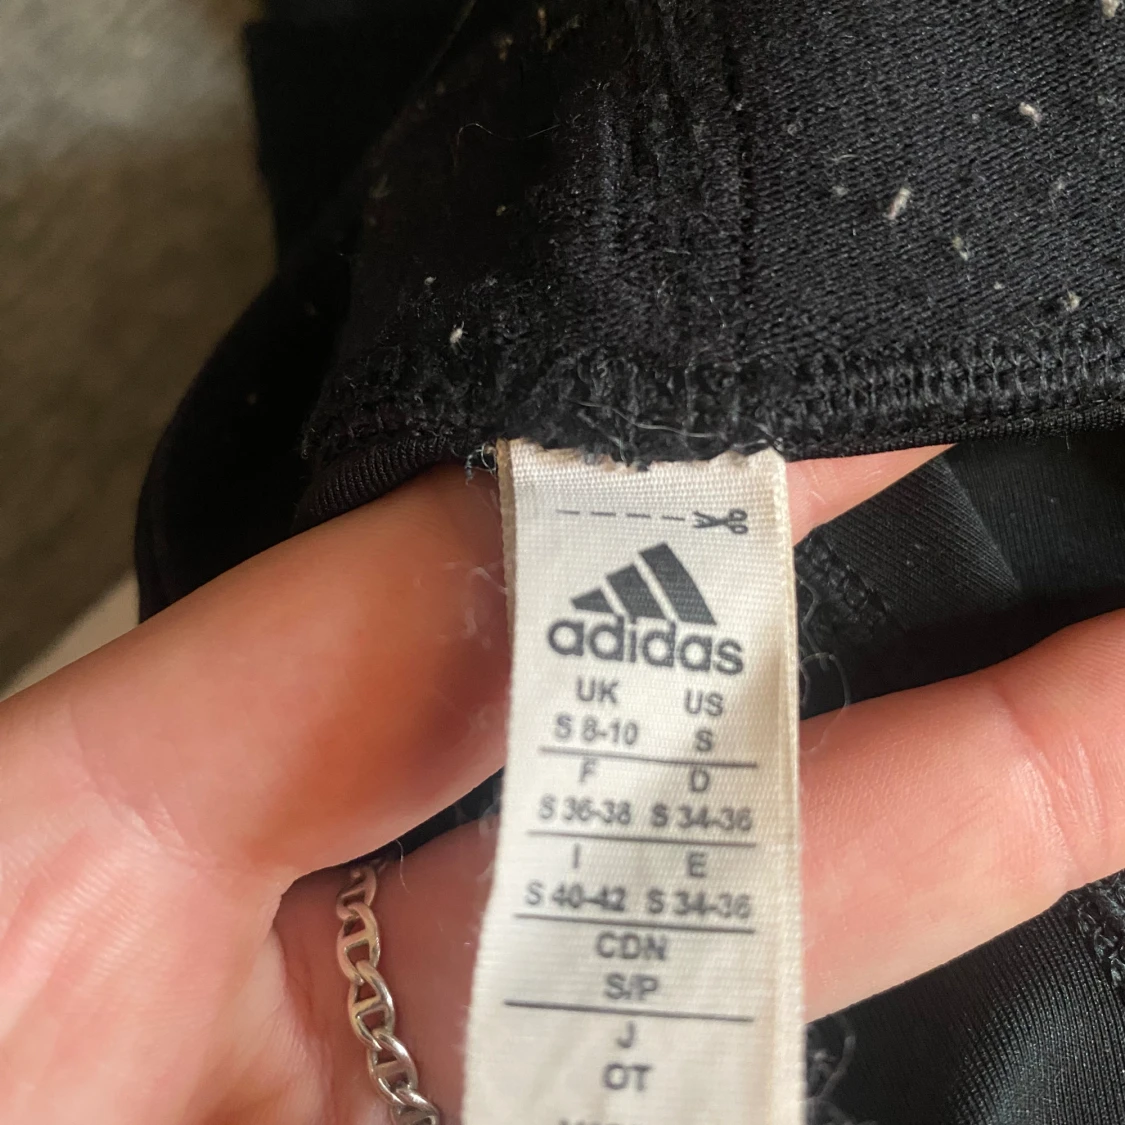 adidas
UK US
S 8-10 S
F D
S 36-38 S 34-36
I E
S 40-42 S 34-36
CDN
S/P
J
OT